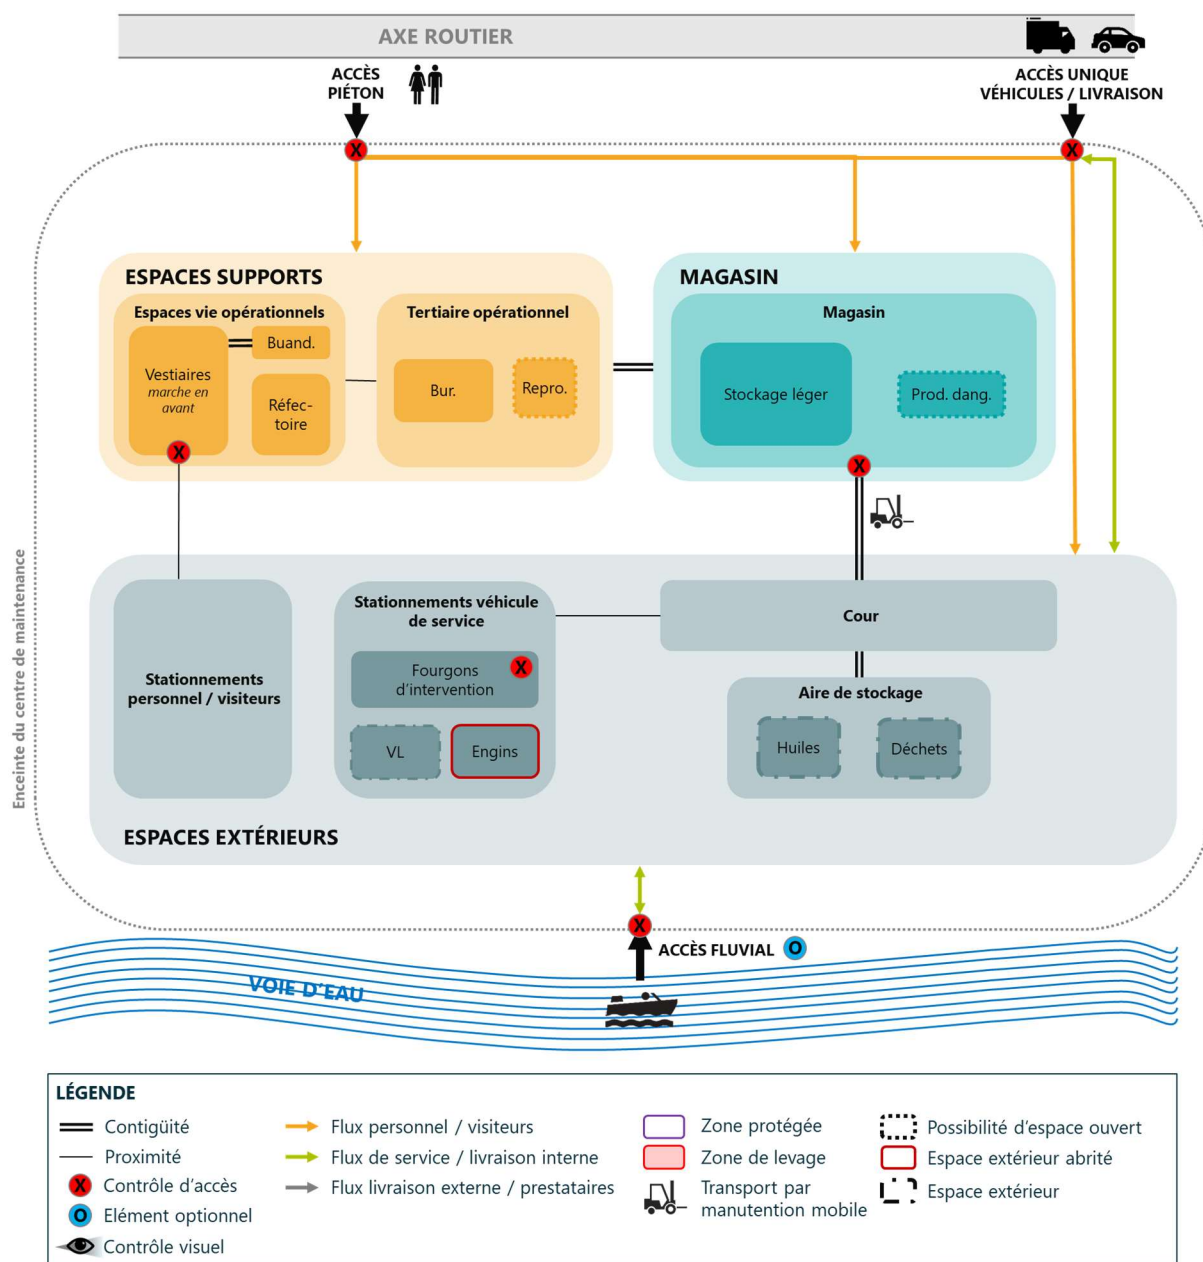 AXE ROUTIER
ACCÈS
PIÉTON
ACCÈS UNIQUE
VÉHICULES / LIVRAISON
X
X
ESPACES SUPPORTS
MAGASIN
Espaces vie opérationnels
Tertiaire opérationnel
Magasin
Buand.
Vestiaires
marche en
avant
Réfec-
toire
Bur.
Repro.
Stockage léger
Prod. dang.
X
X
Enceinte du centre de maintenance
Stationnements véhicule
de service
Cour
Stationnements
personnel / visiteurs
Fourgons
d'intervention
X
Aire de stockage
VL
Engins
Huiles
Déchets
ESPACES EXTÉRIEURS
X
ACCÈS FLUVIAL O
VOIE D'EAU
LÉGENDE
Contigüité
Proximité
X Contrôle d'accès
O Elément optionnel
Contrôle visuel
Flux personnel / visiteurs
Flux de service / livraison interne
Flux livraison externe / prestataires
Zone protégée
Zone de levage
Transport par
manutention mobile
Possibilité d'espace ouvert
Espace extérieur abrité
Espace extérieur